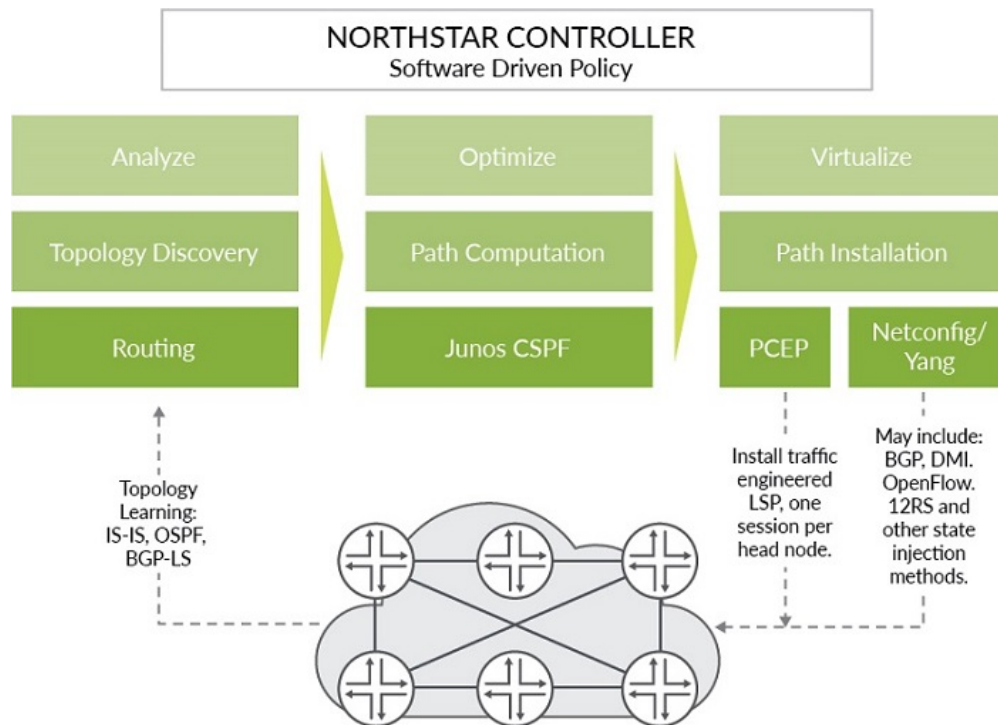 NORTHSTAR CONTROLLER
Software Driven Policy
Analyze
Optimize
Virtualize
Topology Discovery
Path Computation
Path Installation
Routing
Junos CSPF
PCEP
Netconfig/
Yang
Topology
Learning:
IS-IS, OSPF,
BGP-LS
Install traffic
engineered
LSP, one
session per
head node.
May include:
BGP, DMI.
OpenFlow.
12RS and
other state
injection
methods.